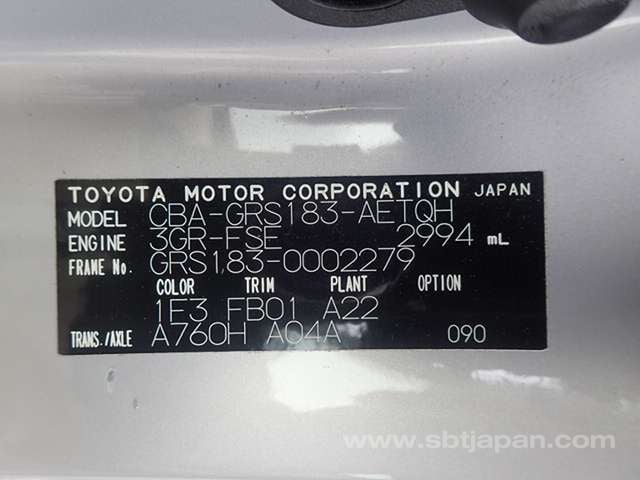 TOYOTA MOTOR CORPORATION JAPAN
MODEL CBA-GRS183-AETQH
ENGINE 3GR-FSE 2994 mL
FRAME No. GRS183-0002279
COLOR TRIM PLANT OPTION
1F3 FB01 A22
TRANS./AXLE A760H A04A 090
www.sbtjapan.com